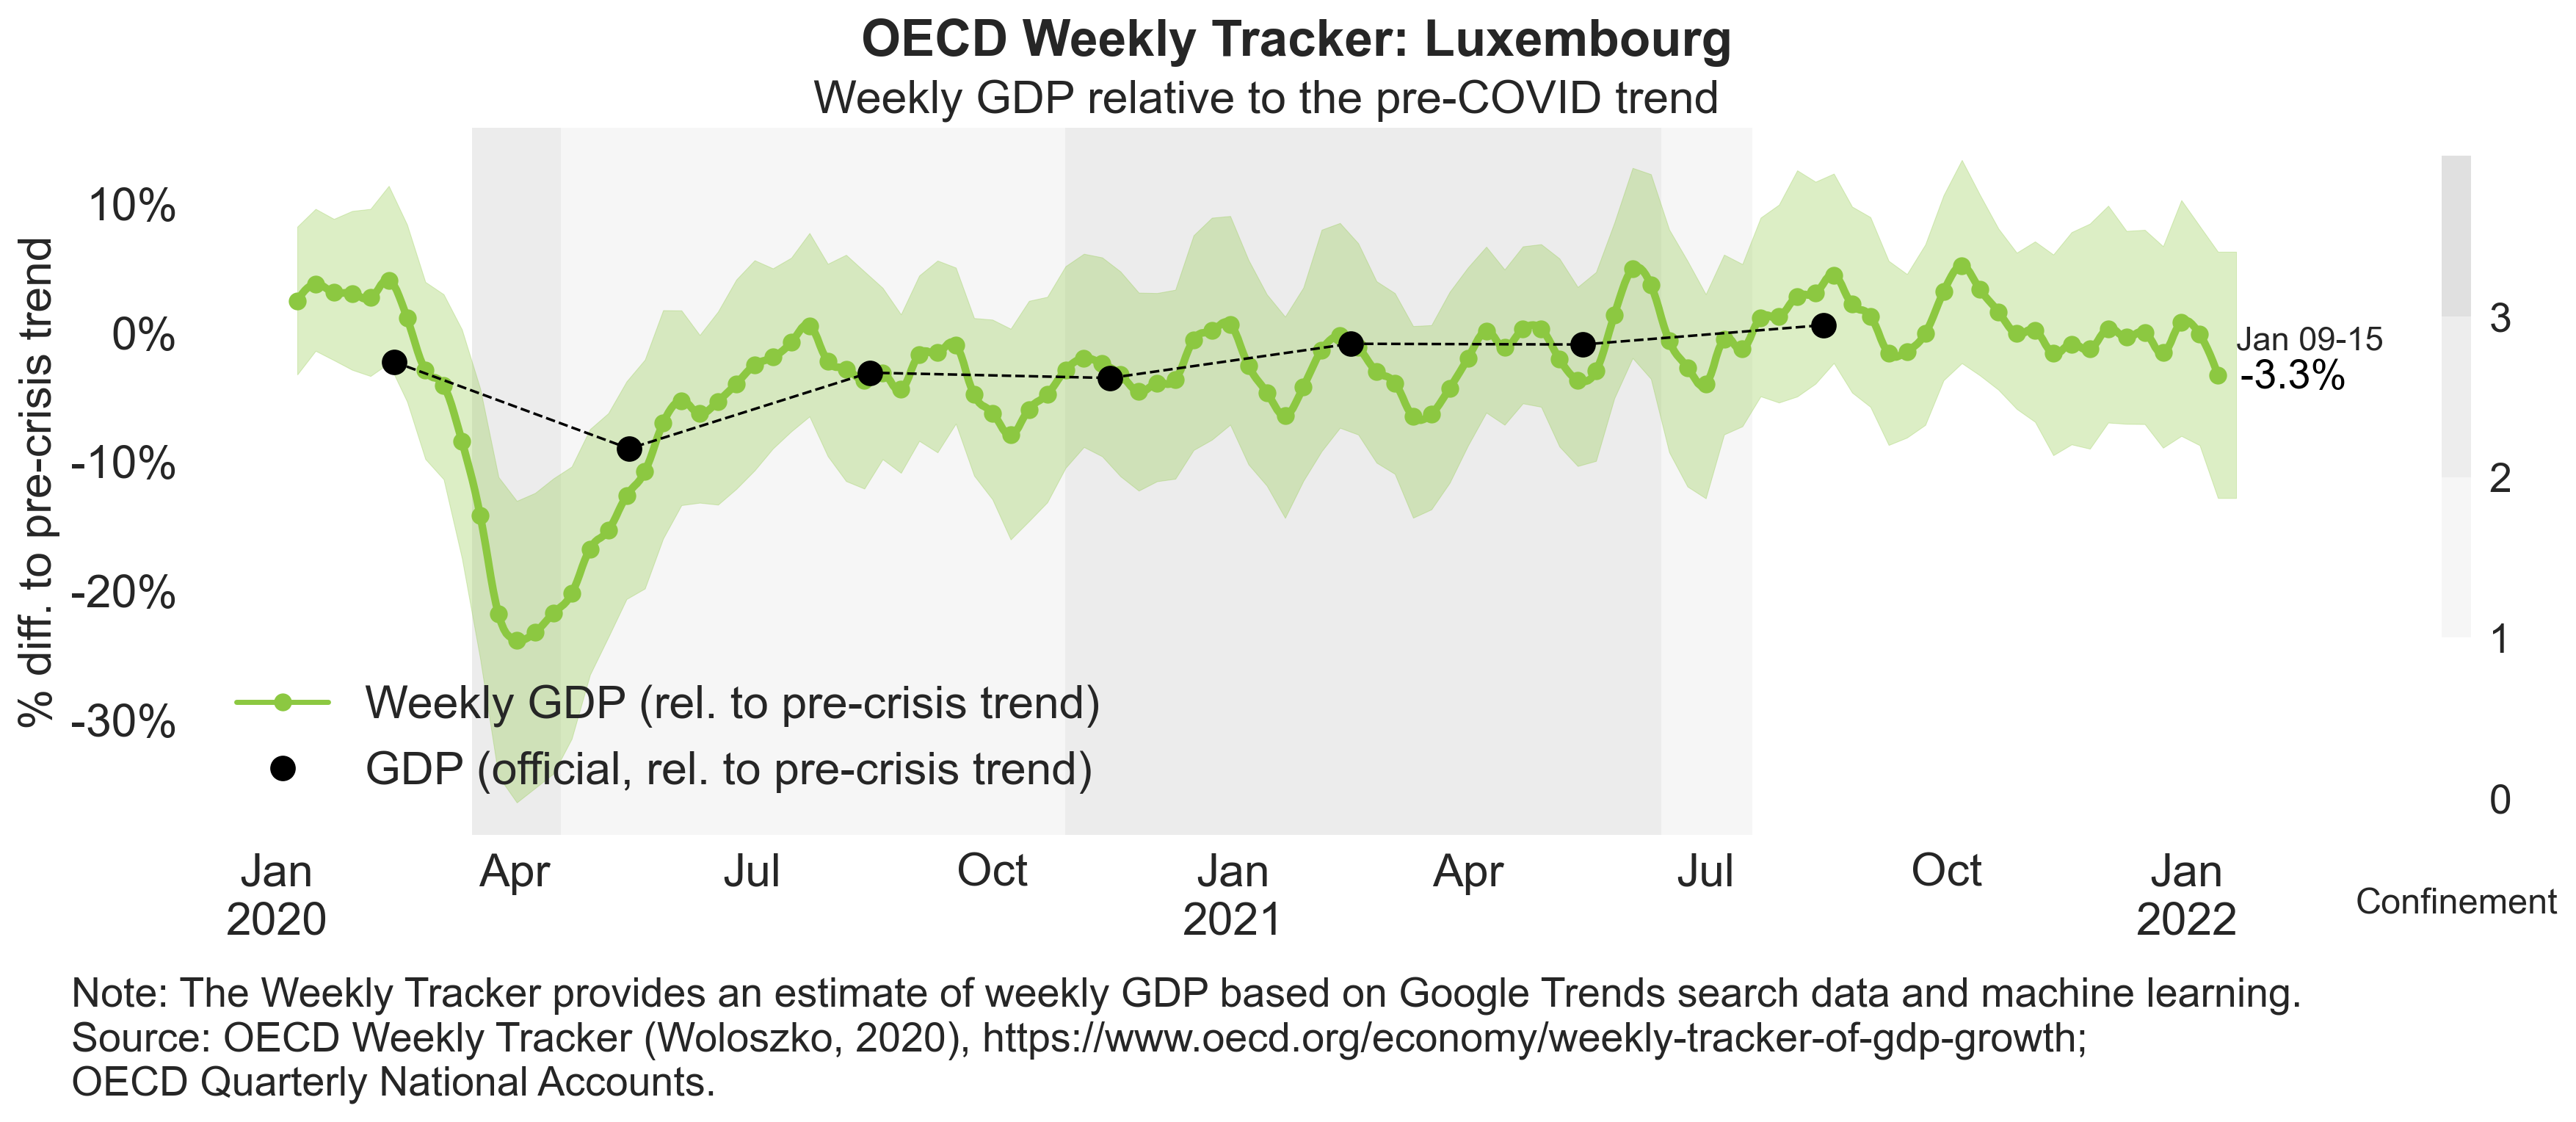 OECD Weekly Tracker: Luxembourg
Weekly GDP relative to the pre-COVID trend
% diff. to pre-crisis trend
10%
0%
-10%
-20%
-30%
Jan 09-15
-3.3%
Weekly GDP (rel. to pre-crisis trend)
GDP (official, rel. to pre-crisis trend)
3
2
1
0
Confinement
Jan Apr Jul Oct Jan Apr Jul Oct Jan
2020 2021 2022
Note: The Weekly Tracker provides an estimate of weekly GDP based on Google Trends search data and machine learning.
Source: OECD Weekly Tracker (Woloszko, 2020), https://www.oecd.org/economy/weekly-tracker-of-gdp-growth;
OECD Quarterly National Accounts.